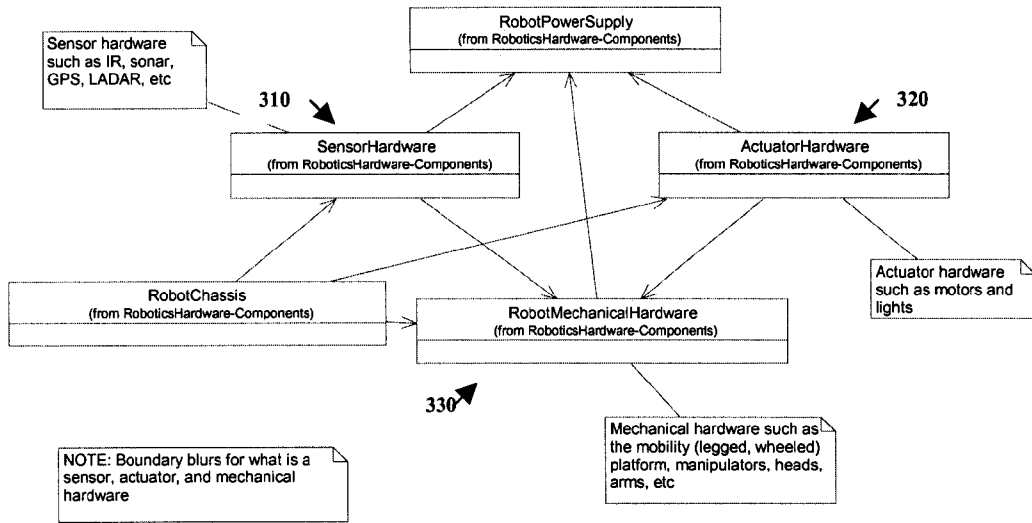 RobotPowerSupply
(from RoboticsHardware-Components)
Sensor hardware
such as IR, sonar,
GPS, LADAR, etc
310
320
SensorHardware
(from RoboticsHardware-Components)
ActuatorHardware
(from RoboticsHardware-Components)
Actuator hardware
such as motors and
lights
RobotChassis
(from RoboticsHardware-Components)
RobotMechanicalHardware
(from RoboticsHardware-Components)
330
Mechanical hardware such as
the mobility (legged, wheeled)
platform, manipulators, heads,
arms, etc
NOTE: Boundary blurs for what is a
sensor, actuator, and mechanical
hardware